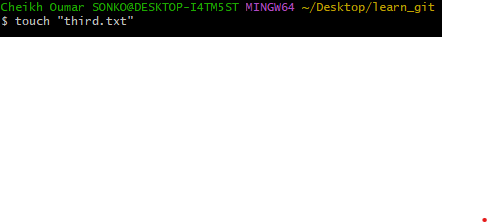 Cheikh Oumar SONKO@DESKTOP-I4TM5ST MINGW64 ~/Desktop/learn_git
$ touch "third.txt"